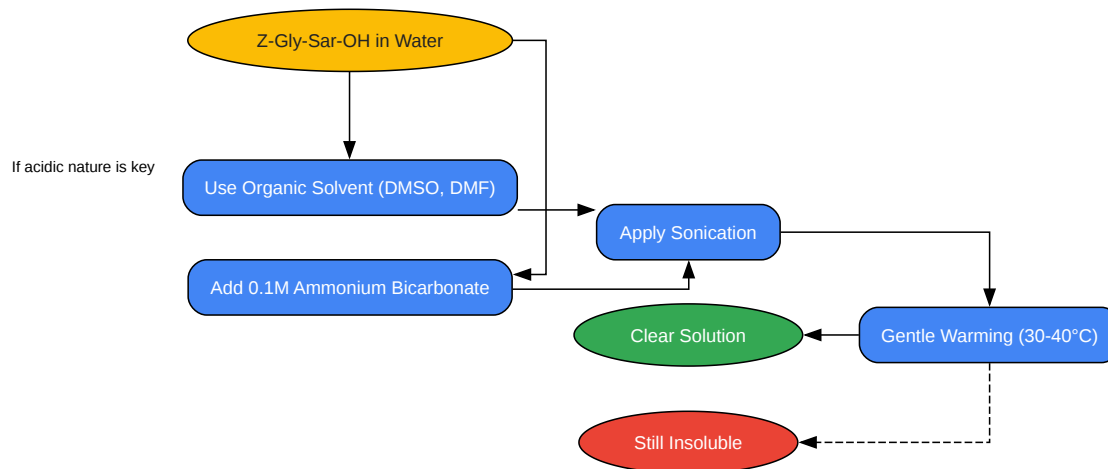 Z-Gly-Sar-OH in Water
If acidic nature is key
Use Organic Solvent (DMSO, DMF)
Apply Sonication
Add 0.1M Ammonium Bicarbonate
Clear Solution
Gentle Warming (30-40°C)
Still Insoluble